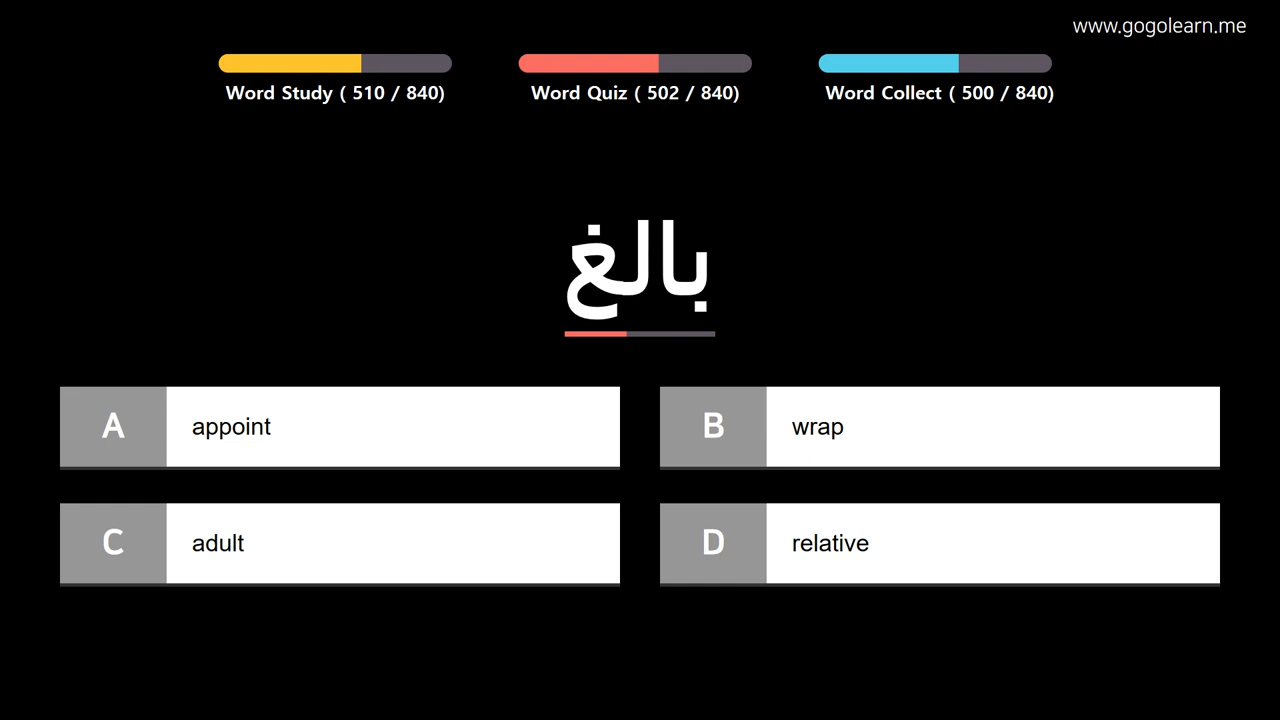 www.gogolearn.me
Word Study ( 510 / 840)
Word Quiz ( 502 / 840)
Word Collect ( 500 / 840)
بالغ
A appoint
B wrap
C adult
D relative